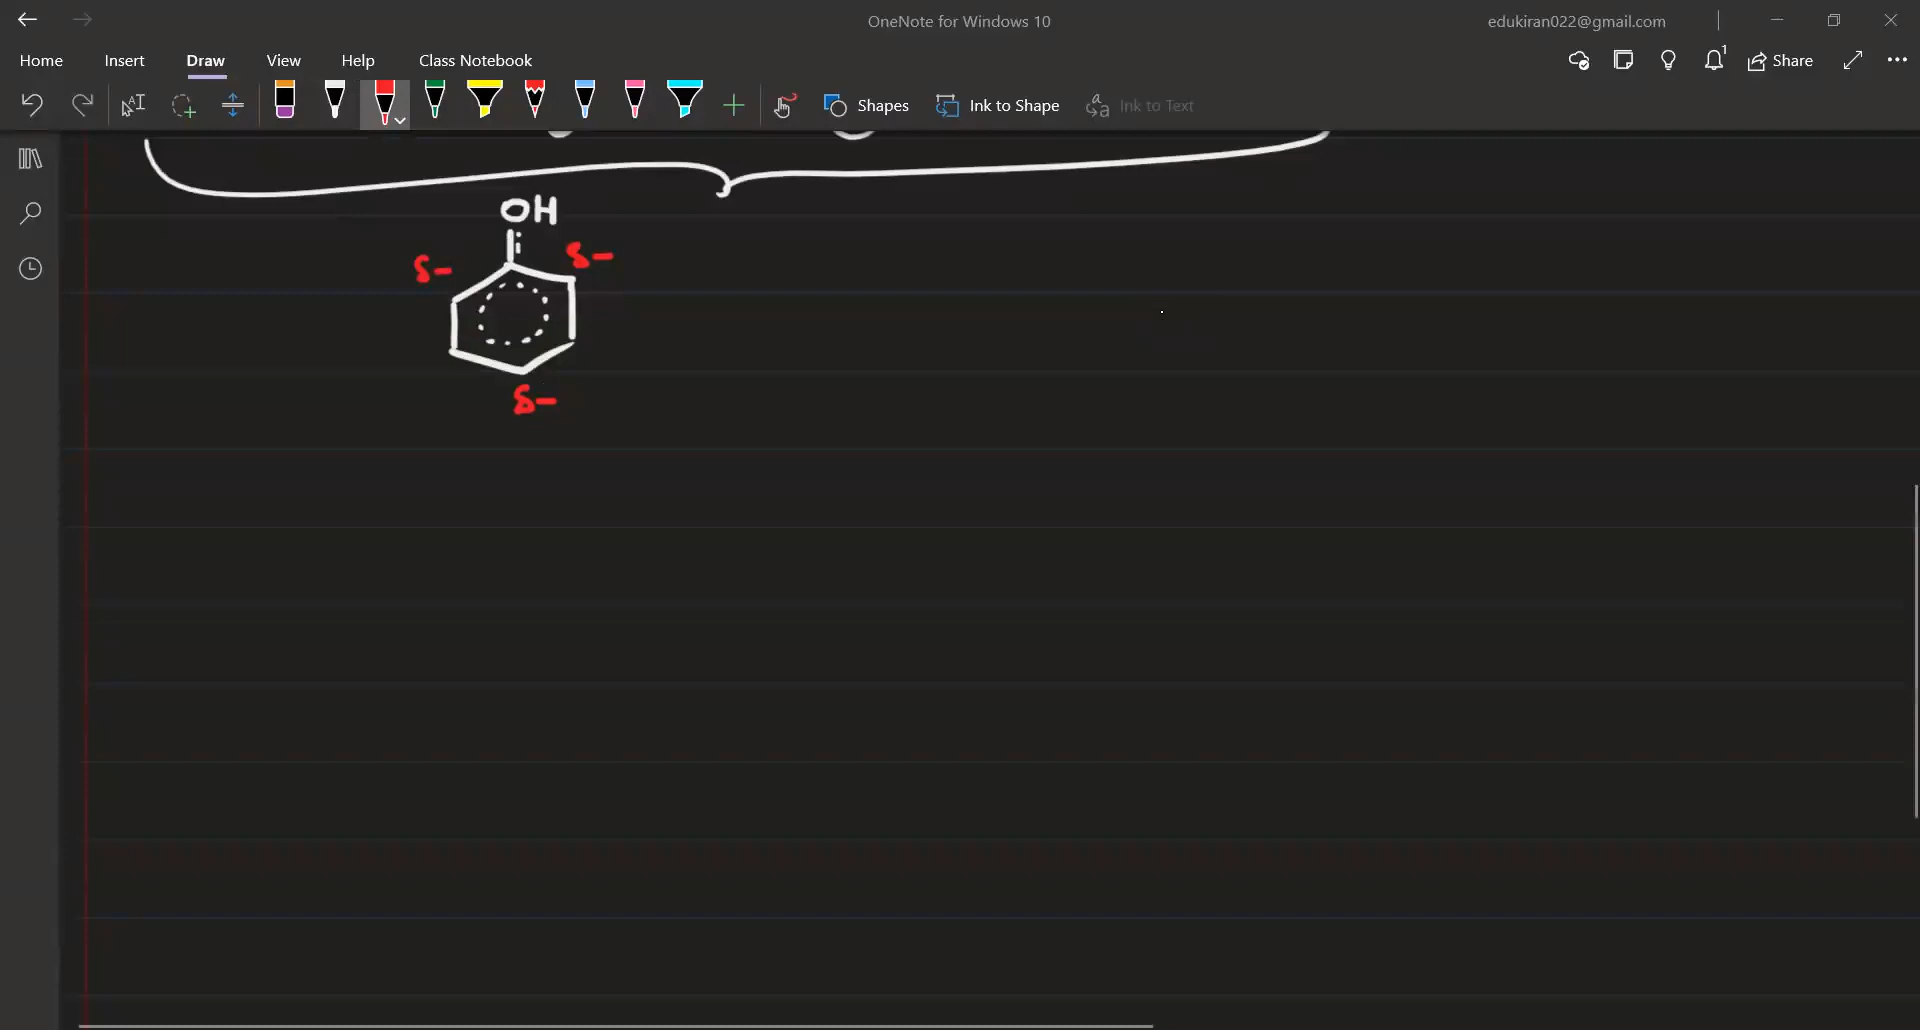 OneNote for Windows 10
edukiran022@gmail.com
Home Insert Draw View Help Class Notebook
1
Share
Shapes
Ink to Shape
Ink to Text
OH
δ-
δ-
δ-